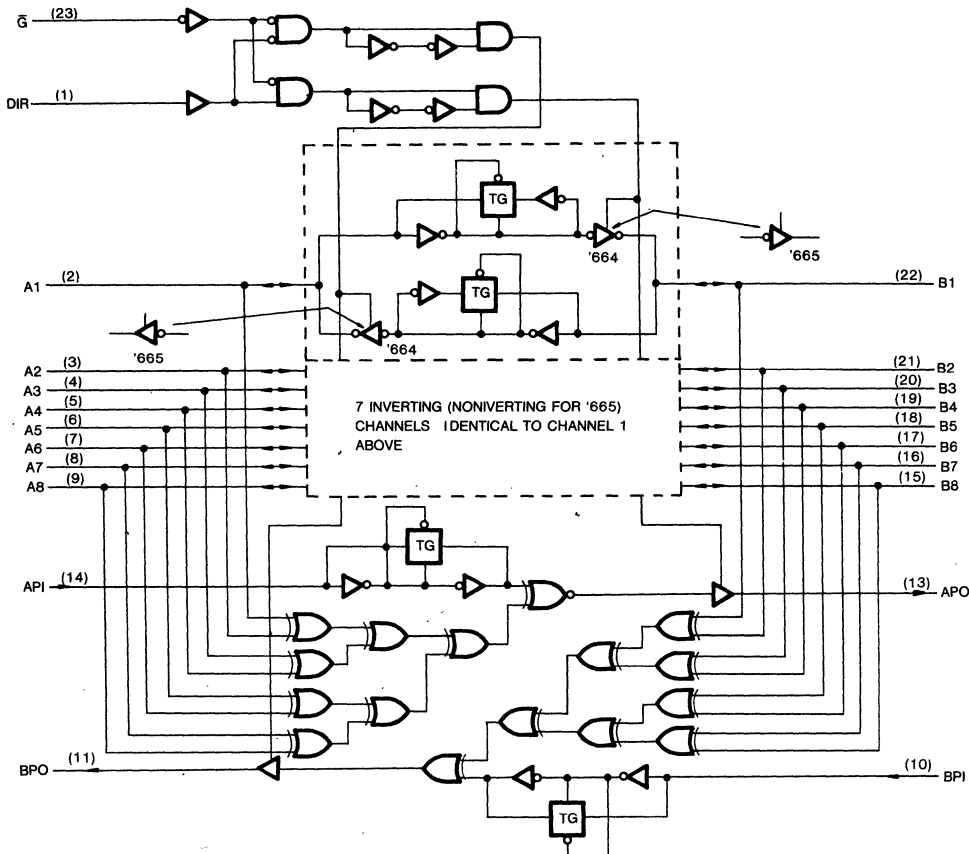 G̅ (23)
DIR (1)
TG
'664
'665
A1 (2)
(22) B1
TG
'664
'665
A2 (3)
(21) B2
A3 (4)
(20) B3
A4 (5)
(19) B4
A5 (6)
(18) B5
A6 (7)
(17) B6
A7 (8)
(16) B7
A8 (9)
(15) B8
7 INVERTING (NONIVERTING FOR '665)
CHANNELS IDENTICAL TO CHANNEL 1
ABOVE
TG
API (14)
(13) APO
BPO (11)
(10) BPI
TG